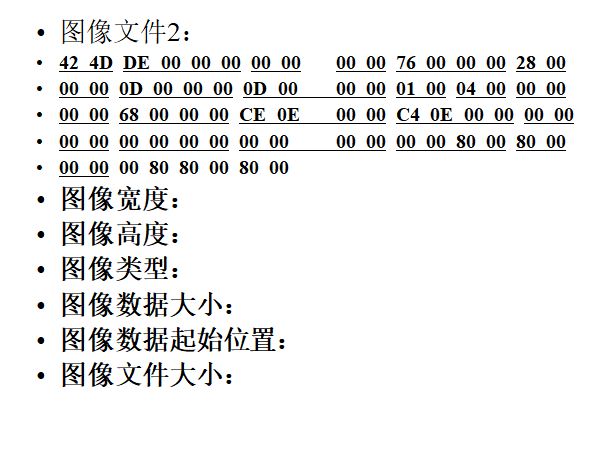 • 图像文件2：
• 42 4D DE 00 00 00 00 00 00 00 76 00 00 00 28 00
• 00 00 0D 00 00 00 0D 00 00 00 01 00 04 00 00 00
• 00 00 68 00 00 00 CE 0E 00 00 C4 0E 00 00 00 00
• 00 00 00 00 00 00 00 00 00 00 00 00 80 00 80 00
• 00 00 00 80 80 00 80 00
• 图像宽度：
• 图像高度：
• 图像类型：
• 图像数据大小：
• 图像数据起始位置：
• 图像文件大小：